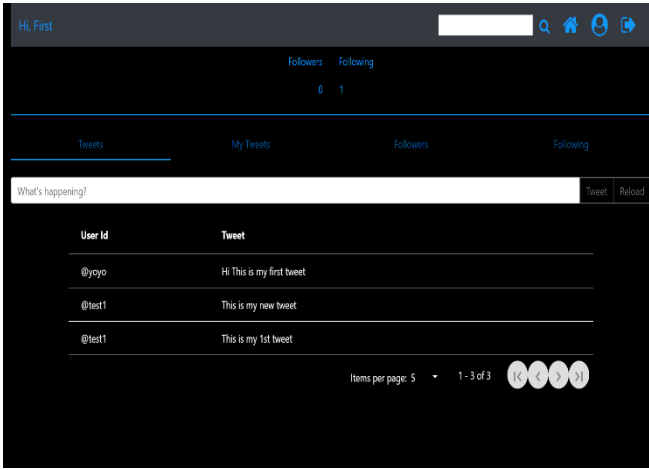 Hi, First
Followers Following
0 1
Tweets My Tweets Followers Following
What's happening? Tweet Reload
User Id Tweet
@yoyo Hi This is my first tweet
@test1 This is my new tweet
@test1 This is my 1st tweet
Items per page: 5 1 - 3 of 3